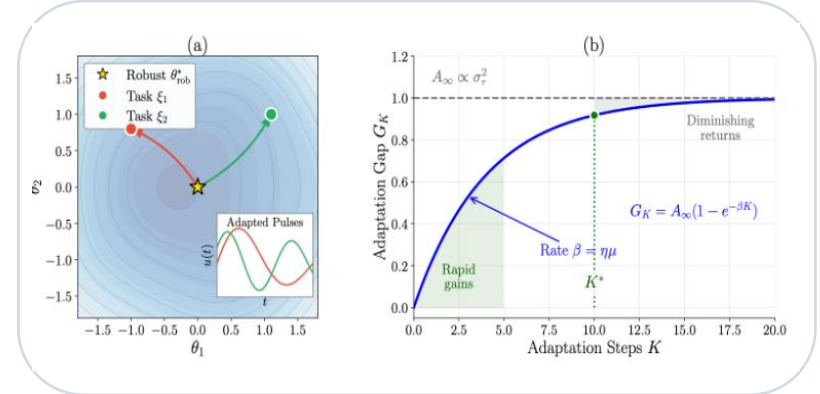 (a)
Robust θ*rob
Task ξ1
Task ξ2
1.5
1.0
0.5
0.0
−0.5
−1.0
−1.5
θ2
Adapted Pulses
u(t)
t
−1.5 −1.0 −0.5 0.0 0.5 1.0 1.5
θ1
(b)
1.2
1.0
0.8
0.6
0.4
0.2
0.0
Adaptation Gap GK
A∞ ∝ στ²
Diminishing
returns
GK = A∞(1 − e^−βK)
Rate β = ημ
Rapid
gains
K*
0.0 2.5 5.0 7.5 10.0 12.5 15.0 17.5 20.0
Adaptation Steps K